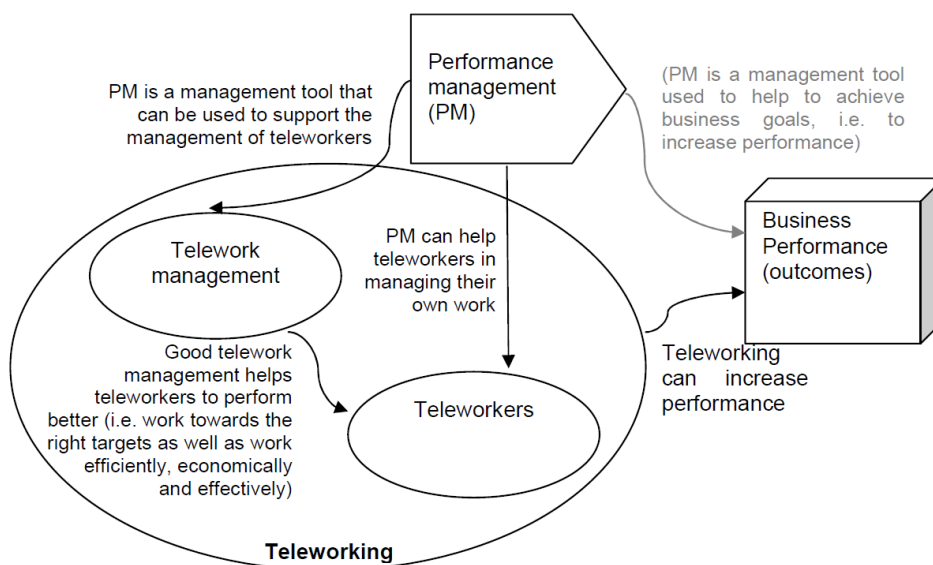 Performance
management
(PM)
PM is a management tool that
can be used to support the
management of teleworkers
(PM is a management tool
used to help to achieve
business goals, i.e. to
increase performance)
Telework
management
PM can help
teleworkers in
managing their
own work
Business
Performance
(outcomes)
Good telework
management helps
teleworkers to perform
better (i.e. work towards the
right targets as well as work
efficiently, economically
and effectively)
Teleworkers
Teleworking
can increase
performance
Teleworking